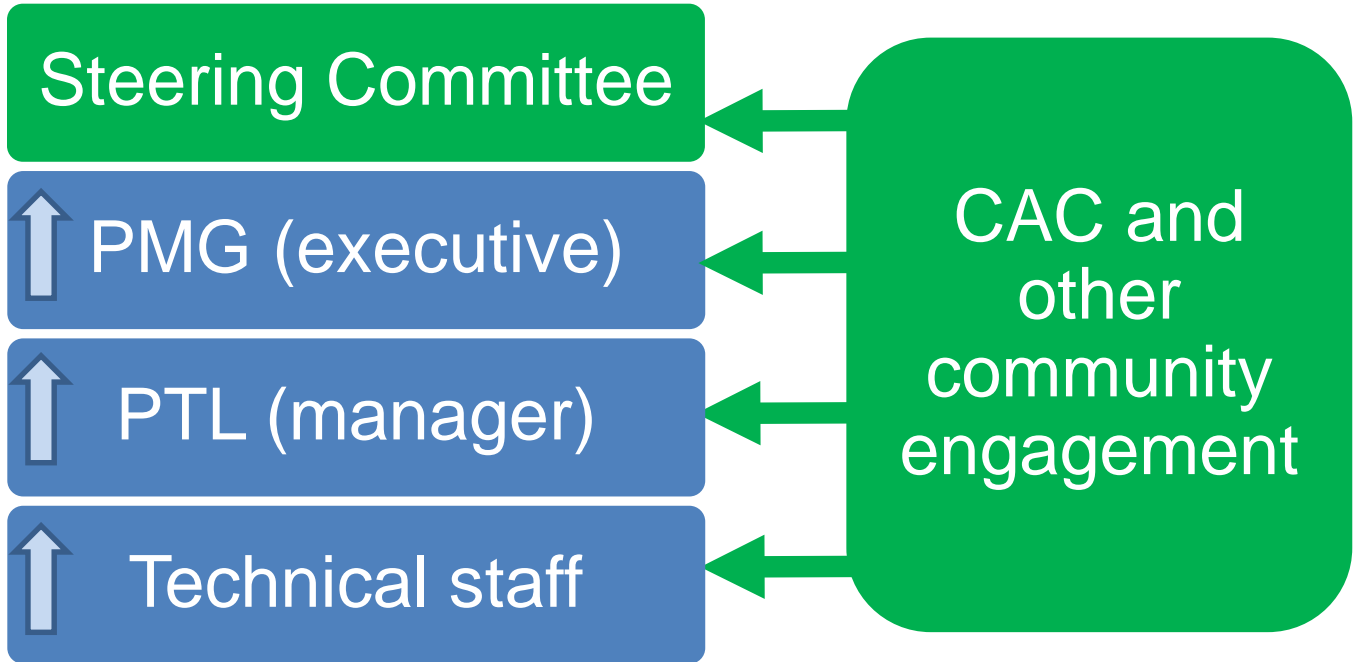 Steering Committee
PMG (executive)
PTL (manager)
Technical staff
CAC and
other
community
engagement